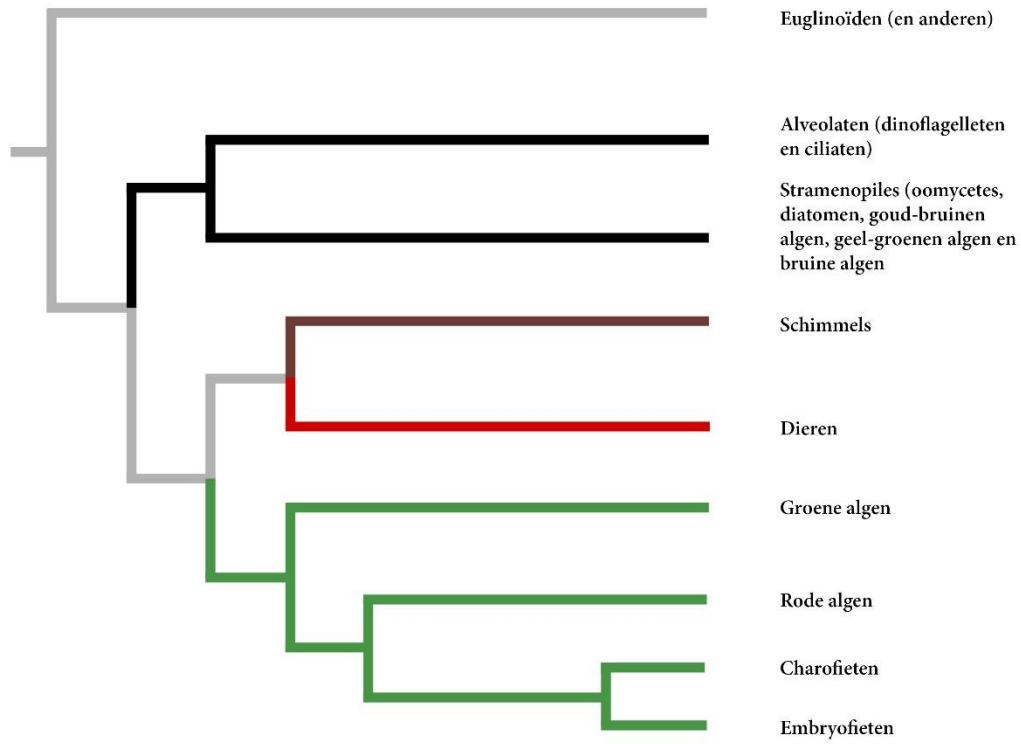 Euglinoïden (en anderen)
Alveolaten (dinoflagelleten
en ciliaten)
Stramenopiles (oomycetes,
diatomen, goud-bruinen
algen, geel-groenen algen en
bruine algen
Schimmels
Dieren
Groene algen
Rode algen
Charofieten
Embryofieten